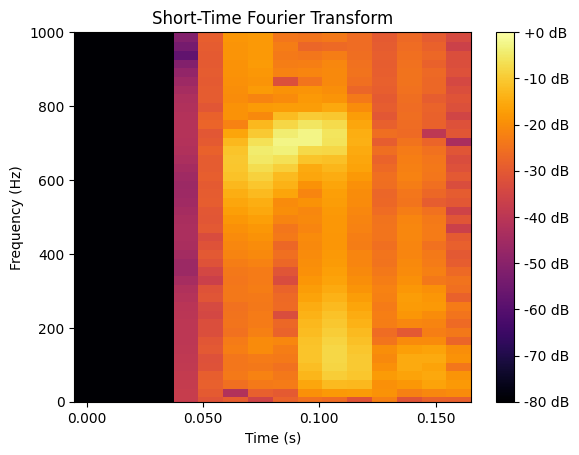 Short-Time Fourier Transform
Frequency (Hz)
1000
800
600
400
200
0
0.000
0.050
0.100
0.150
Time (s)
+0 dB
-10 dB
-20 dB
-30 dB
-40 dB
-50 dB
-60 dB
-70 dB
-80 dB